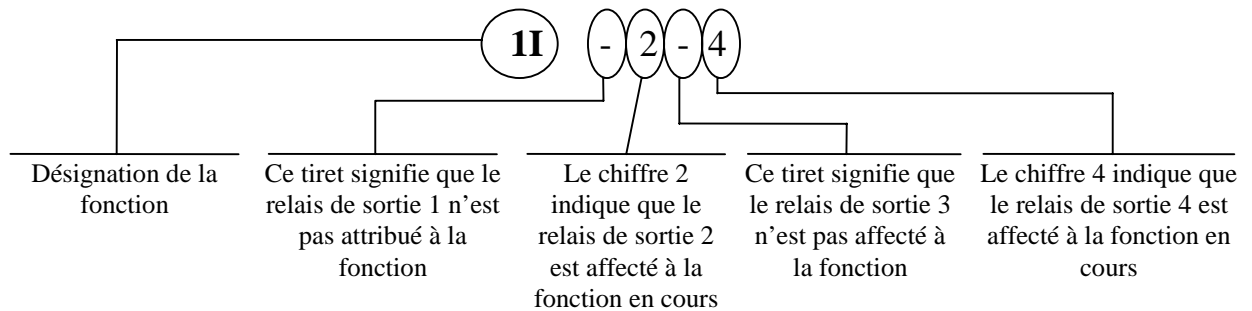 1I - 2 - 4
Désignation de la
fonction
Ce tiret signifie que le
relais de sortie 1 n’est
pas attribué à la
fonction
Le chiffre 2
indique que le
relais de sortie 2
est affecté à la
fonction en cours
Ce tiret signifie que
le relais de sortie 3
n’est pas affecté à
la fonction
Le chiffre 4 indique que
le relais de sortie 4 est
affecté à la fonction en
cours